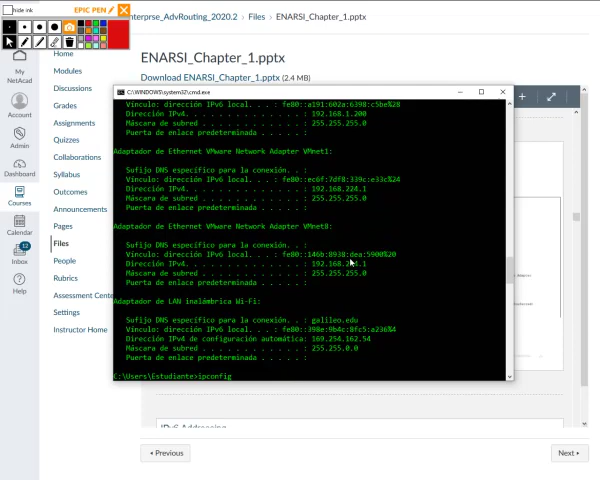 hide ink
EPIC PEN
nterprse_AdvRouting_2020.2 › Files › ENARSI_Chapter_1.pptx
My NetAcad
Account
Admin
Dashboard
Courses
Calendar
12
Inbox
Help
Home
Modules
Discussions
Grades
Assignments
Quizzes
Collaborations
Syllabus
Outcomes
Announcements
Pages
Files
People
Rubrics
Assessment Cente
Settings
Instructor Home
ENARSI_Chapter_1.pptx
Download ENARSI_Chapter_1.pptx (2.4 MB)
C:\WINDOWS\system32\cmd.exe
Vínculo: dirección IPv6 local. . . : fe80::a191:602a:6398:c5be%28
Dirección IPv4. . . . . . . . . . . . . . : 192.168.1.200
Máscara de subred . . . . . . . . . . . . : 255.255.255.0
Puerta de enlace predeterminada . . . . . :
Adaptador de Ethernet VMware Network Adapter VMnet1:
Sufijo DNS específico para la conexión. . :
Vínculo: dirección IPv6 local. . . : fe80::ec6f:7df8:339c:e33c%24
Dirección IPv4. . . . . . . . . . . . . . : 192.168.224.1
Máscara de subred . . . . . . . . . . . . : 255.255.255.0
Puerta de enlace predeterminada . . . . . :
Adaptador de Ethernet VMware Network Adapter VMnet8:
Sufijo DNS específico para la conexión. . :
Vínculo: dirección IPv6 local. . . : fe80::146b:8938:dea:5900%20
Dirección IPv4. . . . . . . . . . . . . . :
Máscara de subred . . . . . . . . . . . . : 255.255.255.0
Puerta de enlace predeterminada . . . . . :
Adaptador de LAN inalámbrica Wi-Fi:
Sufijo DNS específico para la conexión. . : galileo.edu
Vínculo: dirección IPv6 local. . . : fe80::398e:9b4c:8fc5:a236%4
Dirección IPv4 de configuración automática: 169.254.162.54
Máscara de subred . . . . . . . . . . . . : 255.255.0.0
Puerta de enlace predeterminada . . . . . :
C:\Users\Estudiante>ipconfig
IPv6 Addressing
◂ Previous
Next ▸